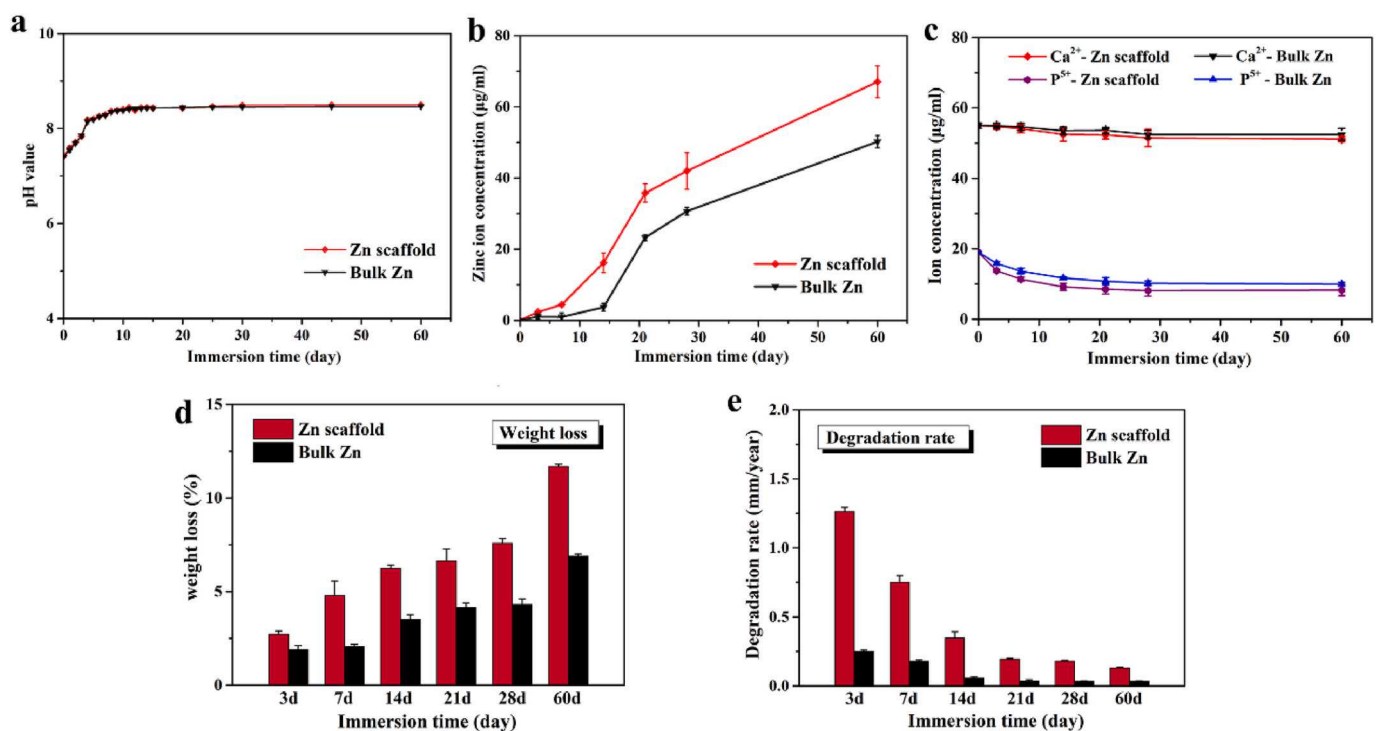 a
pH value
10
8
6
4
0 10 20 30 40 50 60
Immersion time (day)
Zn scaffold
Bulk Zn
b
Zinc ion concentration (µg/ml)
80
60
40
20
0
0 10 20 30 40 50 60
Immersion time (day)
Zn scaffold
Bulk Zn
c
Ion concentration (µg/ml)
80
60
40
20
0
0 10 20 30 40 50 60
Immersion time (day)
Ca²⁺- Zn scaffold Ca²⁺- Bulk Zn
P⁵⁺- Zn scaffold P⁵⁺ - Bulk Zn
d
weight loss (%)
15
10
5
0
Zn scaffold
Bulk Zn
Weight loss
3d 7d 14d 21d 28d 60d
Immersion time (day)
e
Degradation rate (mm/year)
2.0
1.5
1.0
0.5
0.0
Degradation rate
Zn scaffold
Bulk Zn
3d 7d 14d 21d 28d 60d
Immersion time (day)